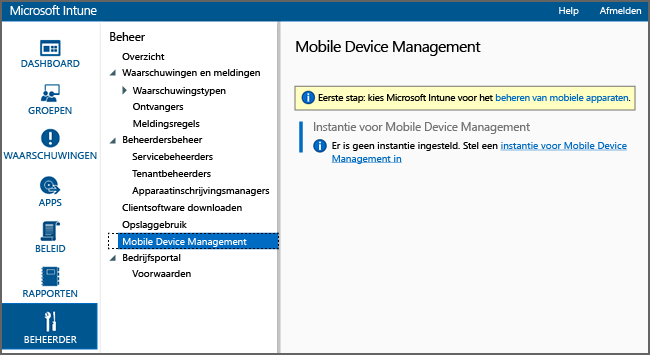 Microsoft Intune
Help
Afmelden
DASHBOARD
GROEPEN
WAARSCHUWINGEN
APPS
BELEID
RAPPORTEN
BEHEERDER
Beheer
Overzicht
Waarschuwingen en meldingen
Waarschuwingstypen
Ontvangers
Meldingsregels
Beheerdersbeheer
Servicebeheerders
Tenantbeheerders
Apparaatinschrijvingsmanagers
Clientsoftware downloaden
Opslaggebruik
Mobile Device Management
Bedrijfsportal
Voorwaarden
Mobile Device Management
Eerste stap: kies Microsoft Intune voor het beheren van mobiele apparaten.
Instantie voor Mobile Device Management
Er is geen instantie ingesteld. Stel een instantie voor Mobile Device
Management in